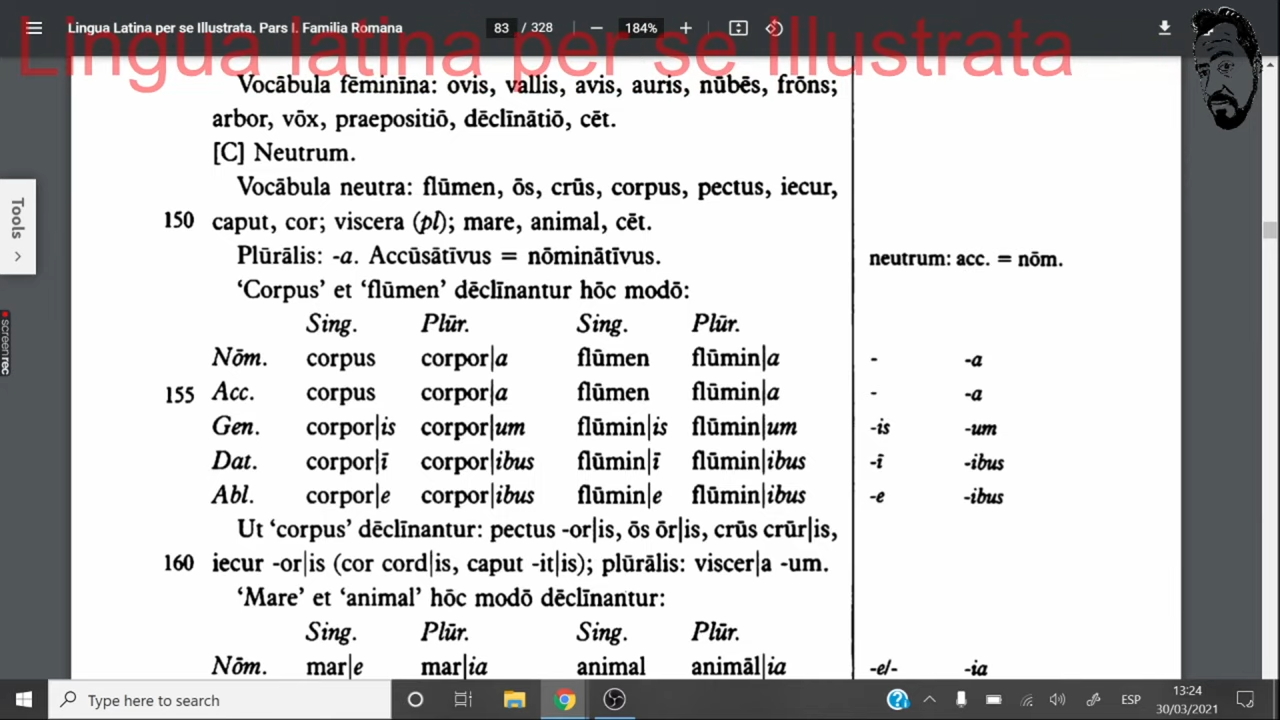 Lingua Latina per se Illustrata. Pars I. Familia Romana
83 / 328
184%
Lingua latina per se Illustrata
Tools
screenrec
Vocābula fēminīna: ovis, vallis, avis, auris, nūbēs, frōns;
arbor, vōx, praepositiō, dēclīnātiō, cēt.
[C] Neutrum.
Vocābula neutra: flūmen, ōs, crūs, corpus, pectus, iecur,
150 caput, cor; viscera (pl); mare, animal, cēt.
Plūrālis: -a. Accūsātīvus = nōminātīvus. neutrum: acc. = nōm.
‘Corpus’ et ‘flūmen’ dēclīnantur hōc modō:
Sing. Plūr. Sing. Plūr.
Nōm. corpus corpor|a flūmen flūmin|a - -a
155 Acc. corpus corpor|a flūmen flūmin|a - -a
Gen. corpor|is corpor|um flūmin|is flūmin|um -is -um
Dat. corpor|ī corpor|ibus flūmin|ī flūmin|ibus -ī -ibus
Abl. corpor|e corpor|ibus flūmin|e flūmin|ibus -e -ibus
Ut ‘corpus’ dēclīnantur: pectus -or|is, ōs ōr|is, crūs crūr|is,
160 iecur -or|is (cor cord|is, caput -it|is); plūrālis: viscer|a -um.
‘Mare’ et ‘animal’ hōc modō dēclīnantur:
Sing. Plūr. Sing. Plūr.
Nōm. mar|e mar|ia animal animāl|ia -e/- -ia
Type here to search
ESP
13:24
30/03/2021